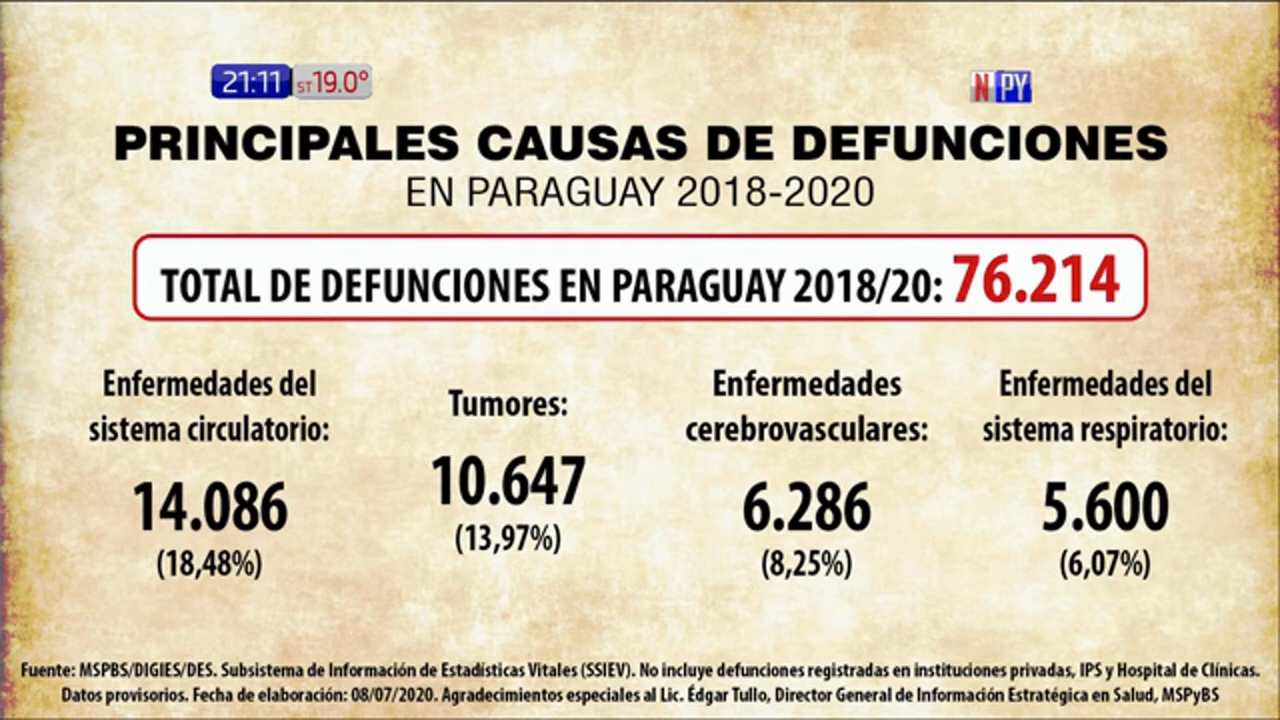 21:11 ST 19.0°
N PY
PRINCIPALES CAUSAS DE DEFUNCIONES
EN PARAGUAY 2018-2020
TOTAL DE DEFUNCIONES EN PARAGUAY 2018/20: 76.214
Enfermedades del
sistema circulatorio:
14.086
(18,48%)
Tumores:
10.647
(13,97%)
Enfermedades
cerebrovasculares:
6.286
(8,25%)
Enfermedades del
sistema respiratorio:
5.600
(6,07%)
Fuente: MSPBS/DIGIES/DES. Subsistema de Información de Estadísticas Vitales (SSIEV). No incluye defunciones registradas en instituciones privadas, IPS y Hospital de Clínicas.
Datos provisorios. Fecha de elaboración: 08/07/2020. Agradecimientos especiales al Lic. Édgar Tullo, Director General de Información Estratégica en Salud, MSPyBS